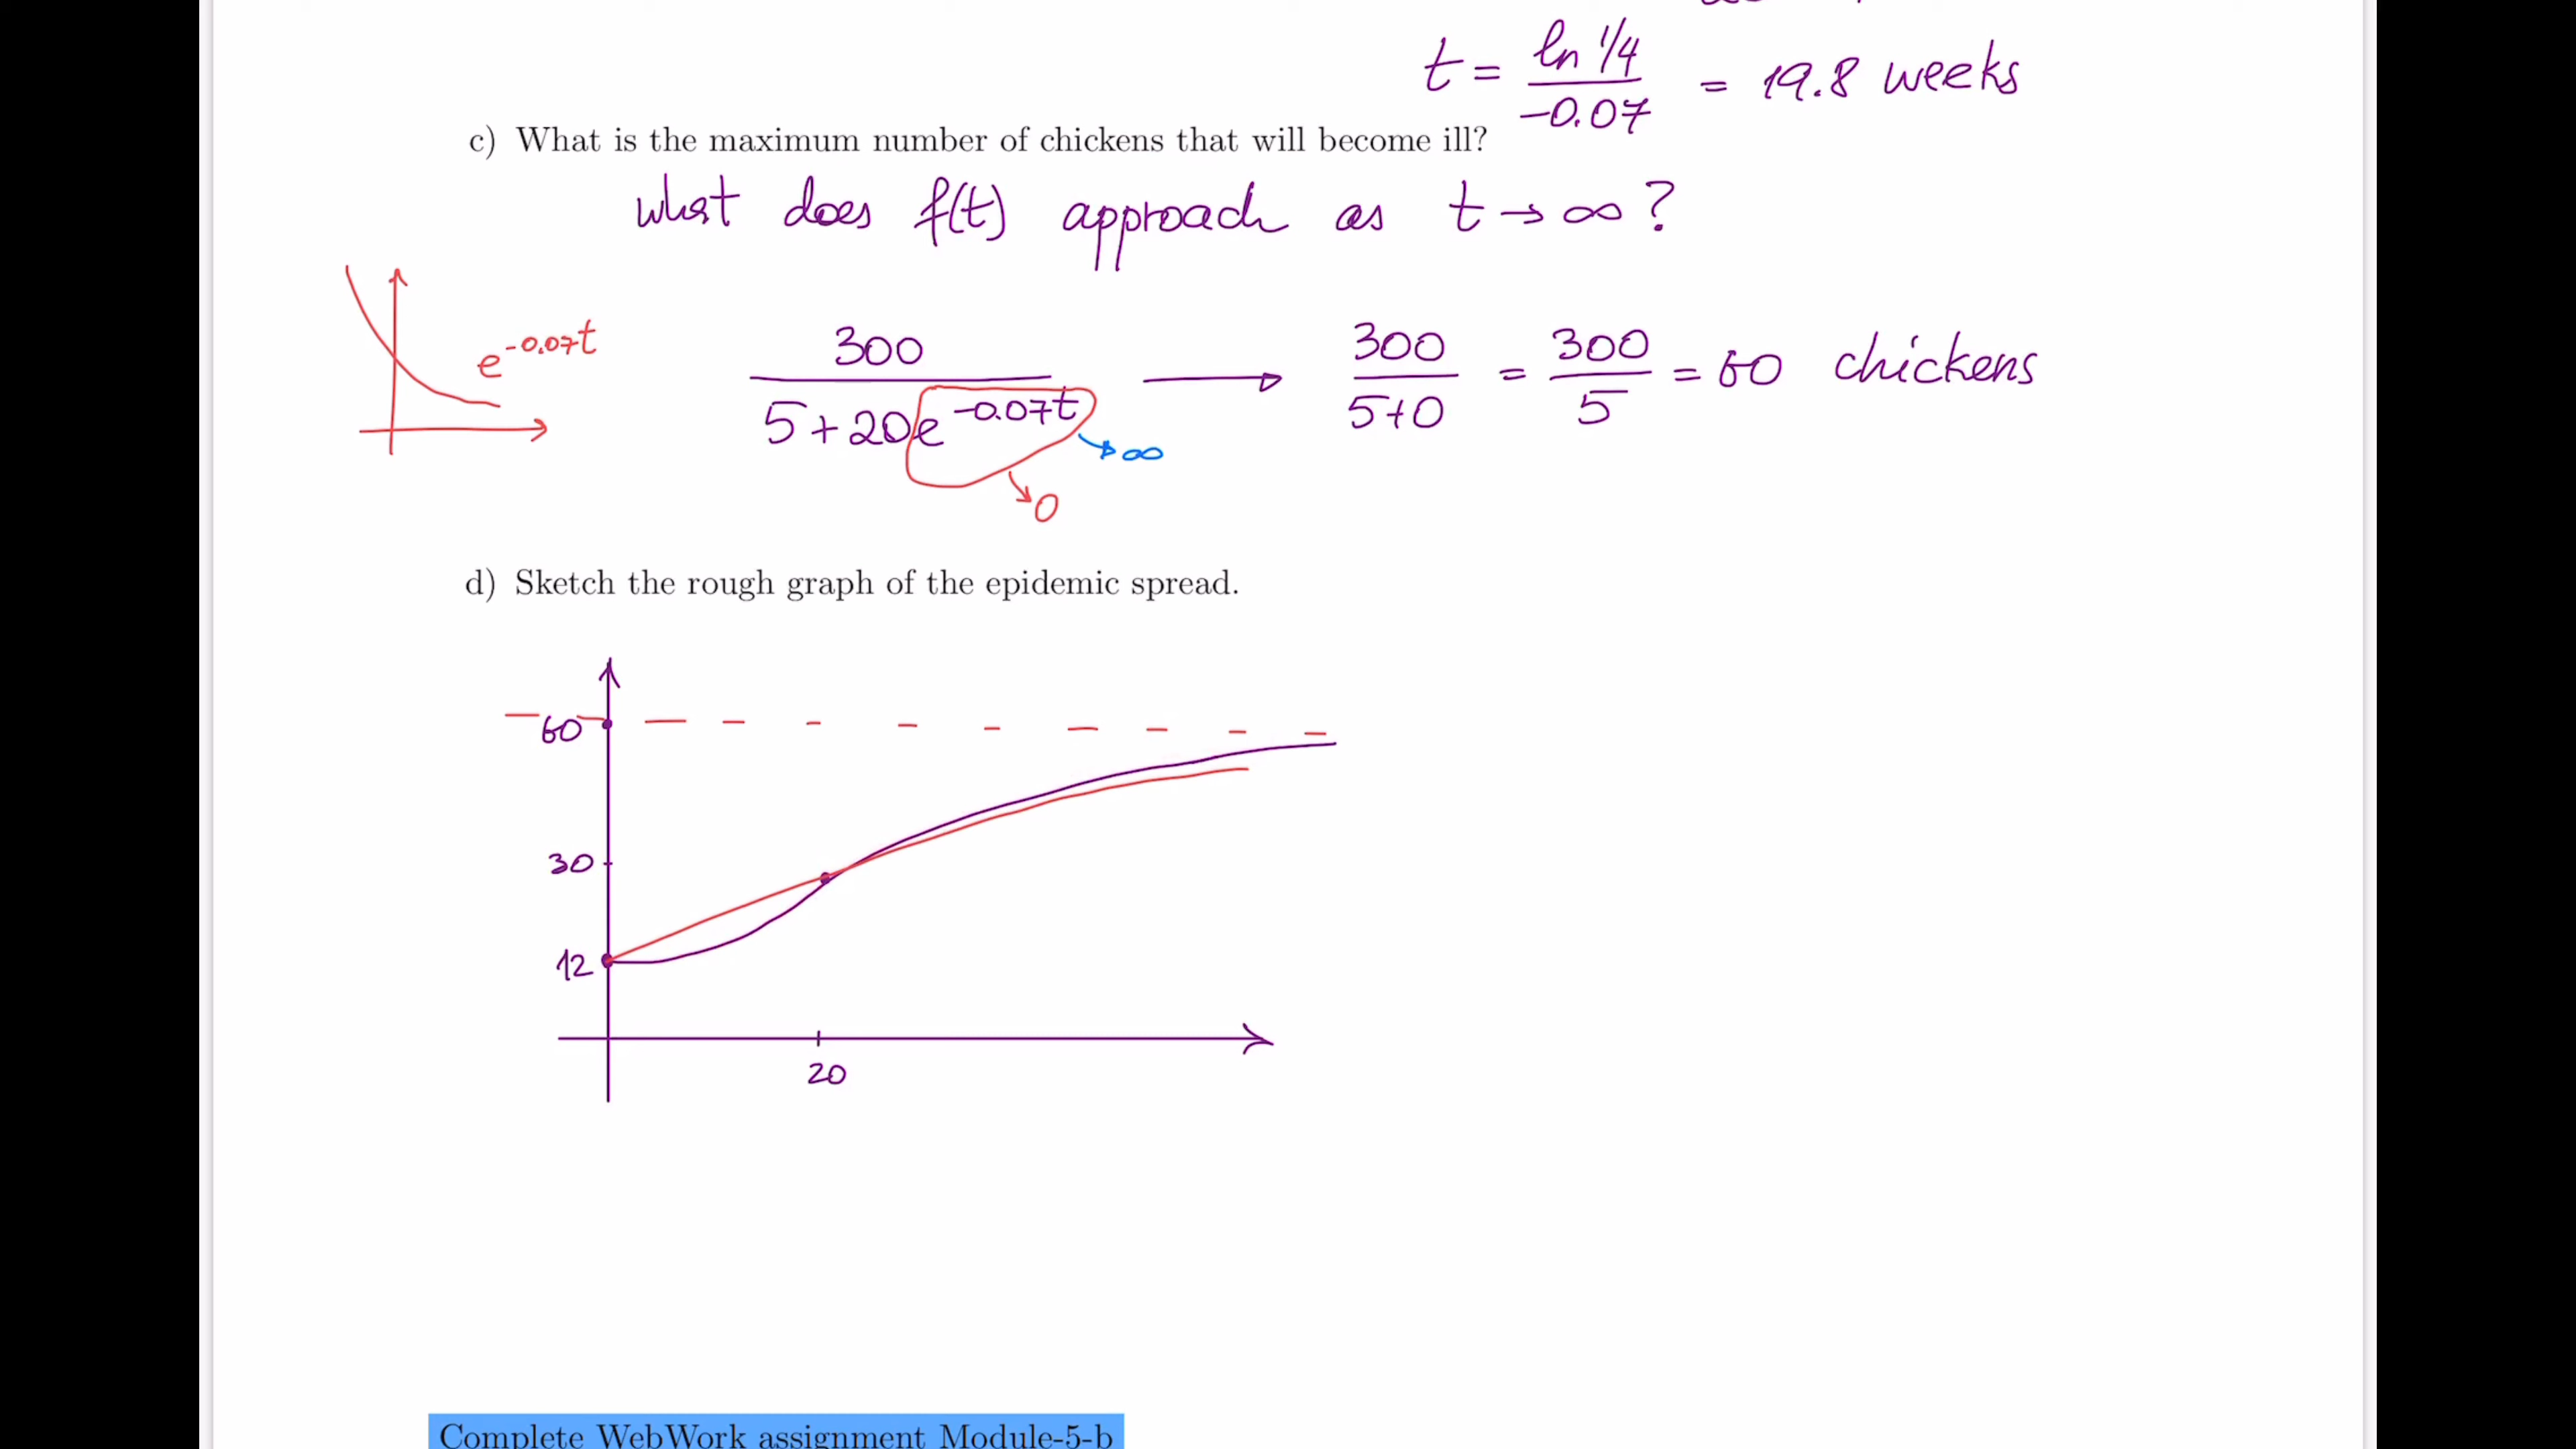 t = ln 1/4 / -0.07 = 19.8 weeks
c) What is the maximum number of chickens that will become ill?
what does f(t) approach as t → ∞ ?
e^-0.07t
300 / 5+20e^-0.07t → 300 / 5+0 = 300 / 5 = 60 chickens
→ ∞
→ 0
d) Sketch the rough graph of the epidemic spread.
60
30
12
20
Complete WebWork assignment Module-5-b